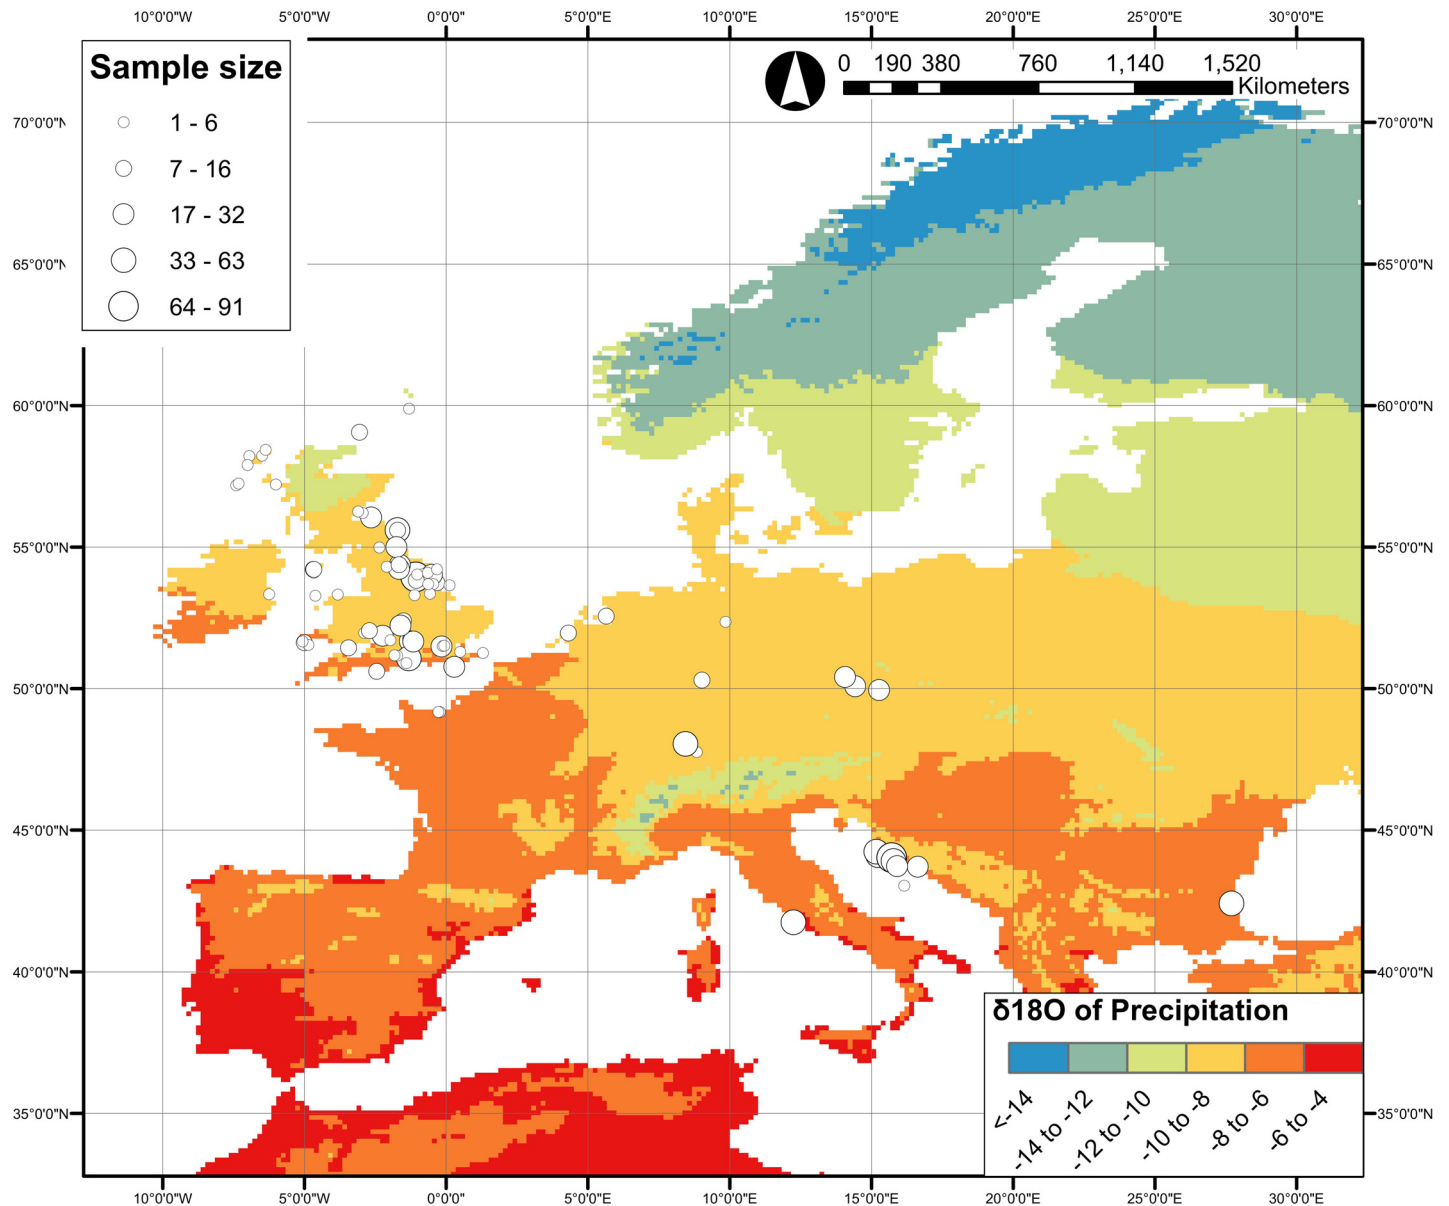 10°0'0"W 5°0'0"W 0°0'0" 5°0'0"E 10°0'0"E 15°0'0"E 20°0'0"E 25°0'0"E 30°0'0"E
Sample size
1 - 6
7 - 16
17 - 32
33 - 63
64 - 91
0 190 380 760 1,140 1,520
Kilometers
70°0'0"N 70°0'0"N
65°0'0"N 65°0'0"N
60°0'0"N 60°0'0"N
55°0'0"N 55°0'0"N
50°0'0"N 50°0'0"N
45°0'0"N 45°0'0"N
40°0'0"N 40°0'0"N
35°0'0"N 35°0'0"N
δ18O of Precipitation
<-14
-14 to -12
-12 to -10
-10 to -8
-8 to -6
-6 to -4
10°0'0"W 5°0'0"W 0°0'0" 5°0'0"E 10°0'0"E 15°0'0"E 20°0'0"E 25°0'0"E 30°0'0"E